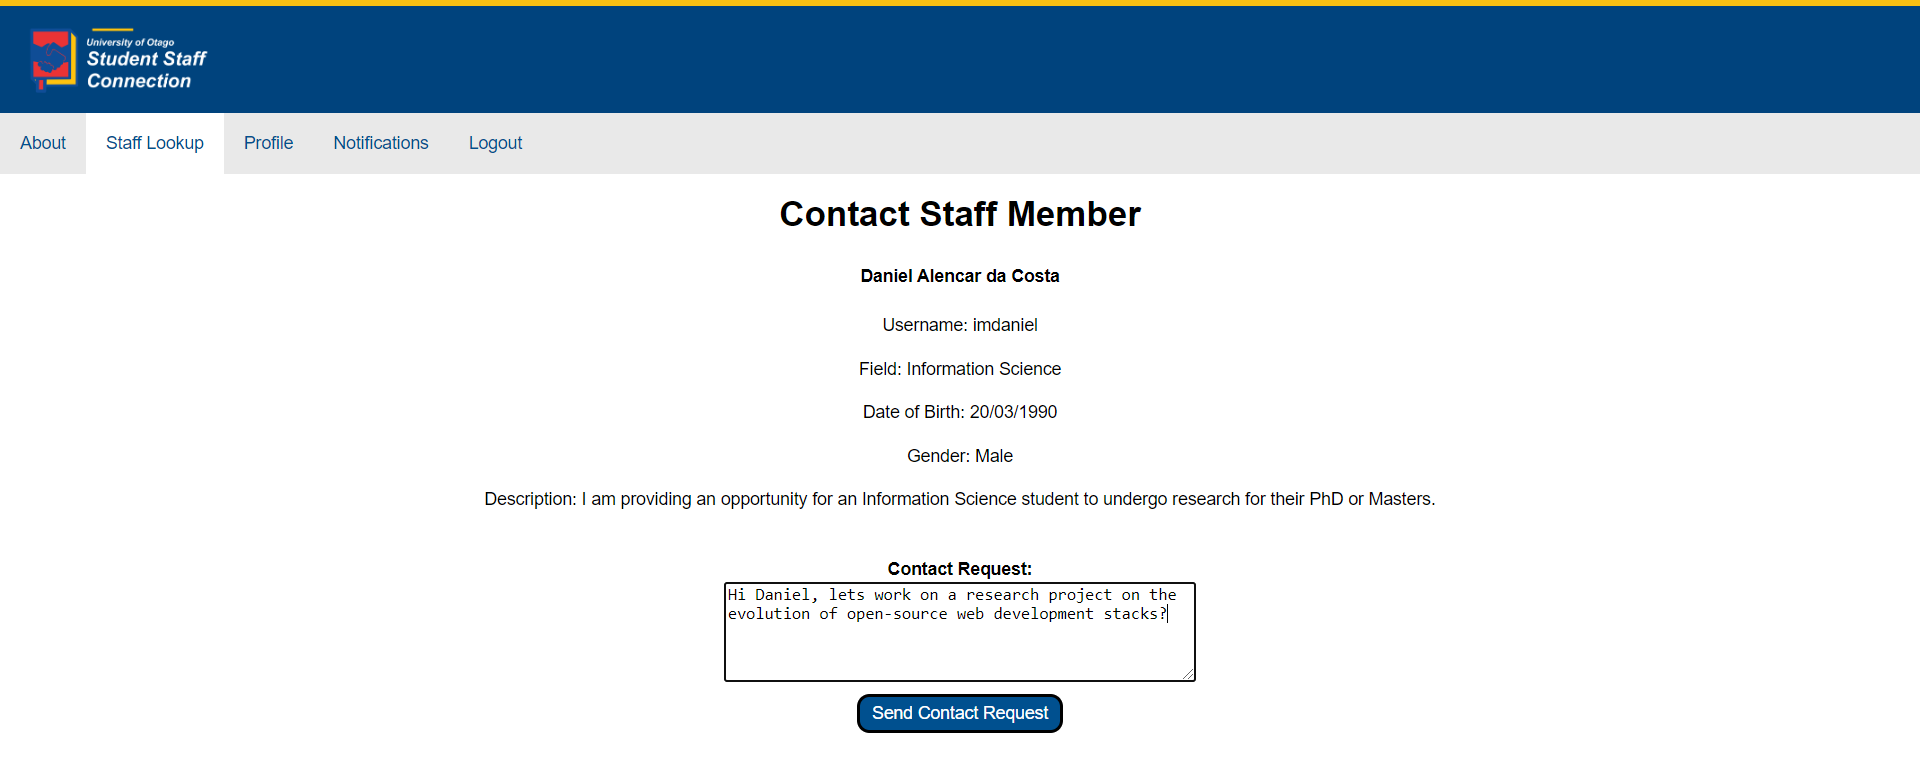 University of Otago
Student Staff
Connection
About
Staff Lookup
Profile
Notifications
Logout
Contact Staff Member
Daniel Alencar da Costa
Username: imdaniel
Field: Information Science
Date of Birth: 20/03/1990
Gender: Male
Description: I am providing an opportunity for an Information Science student to undergo research for their PhD or Masters.
Contact Request:
Hi Daniel, lets work on a research project on the
evolution of open-source web development stacks?
Send Contact Request